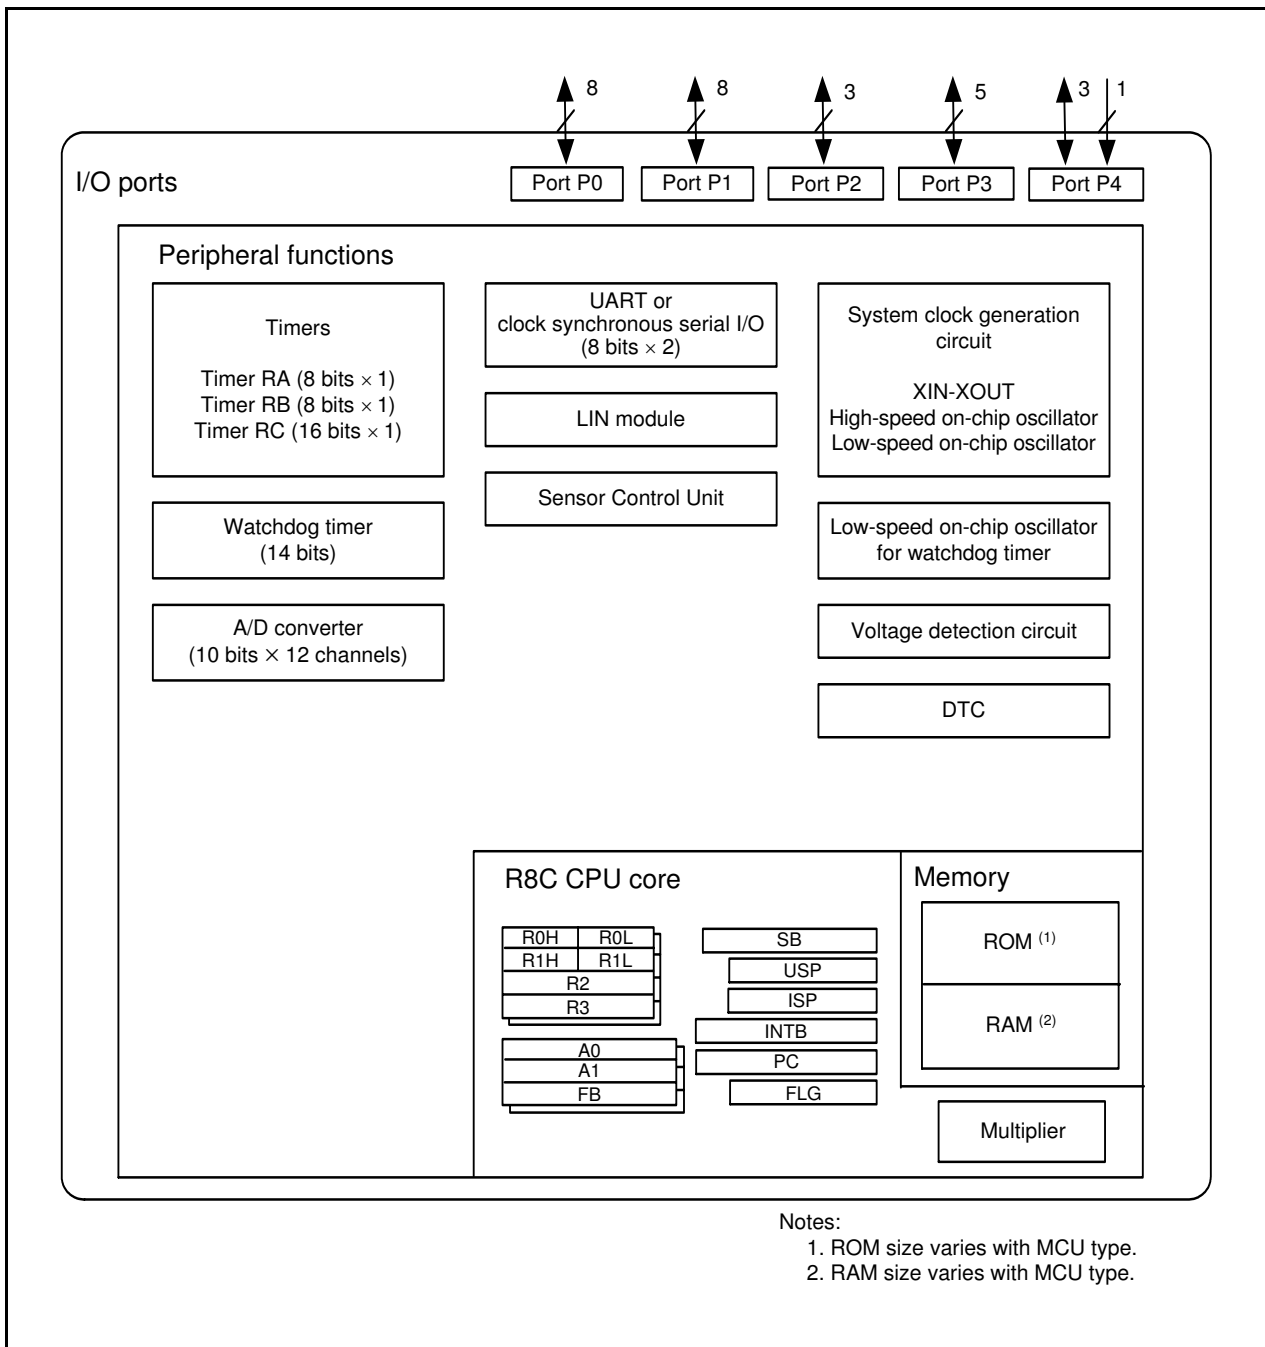 8
8
3
5
3
1
I/O ports
Port P0
Port P1
Port P2
Port P3
Port P4
Peripheral functions
Timers
Timer RA (8 bits × 1)
Timer RB (8 bits × 1)
Timer RC (16 bits × 1)
Watchdog timer
(14 bits)
A/D converter
(10 bits × 12 channels)
UART or
clock synchronous serial I/O
(8 bits × 2)
LIN module
Sensor Control Unit
System clock generation
circuit
XIN-XOUT
High-speed on-chip oscillator
Low-speed on-chip oscillator
Low-speed on-chip oscillator
for watchdog timer
Voltage detection circuit
DTC
R8C CPU core
R0H
R0L
R1H
R1L
R2
R3
A0
A1
FB
SB
USP
ISP
INTB
PC
FLG
Memory
ROM (1)
RAM (2)
Multiplier
Notes:
1. ROM size varies with MCU type.
2. RAM size varies with MCU type.